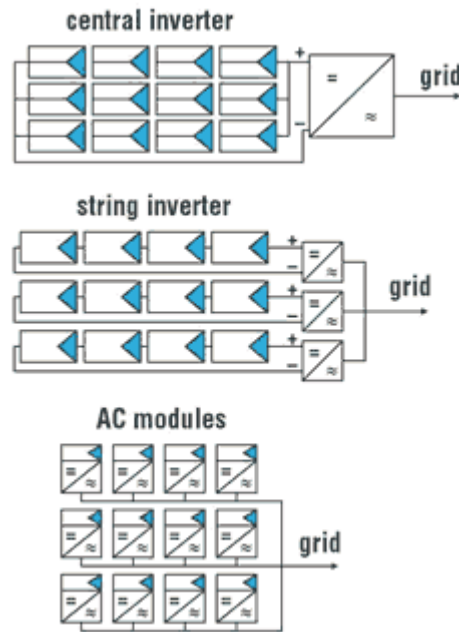 central inverter
+
=
≈
−
grid
string inverter
+
−
=
≈
+
−
=
≈
grid
+
−
=
≈
AC modules
= ≈ = ≈ = ≈ = ≈
= ≈ = ≈ = ≈ = ≈
grid
= ≈ = ≈ = ≈ = ≈